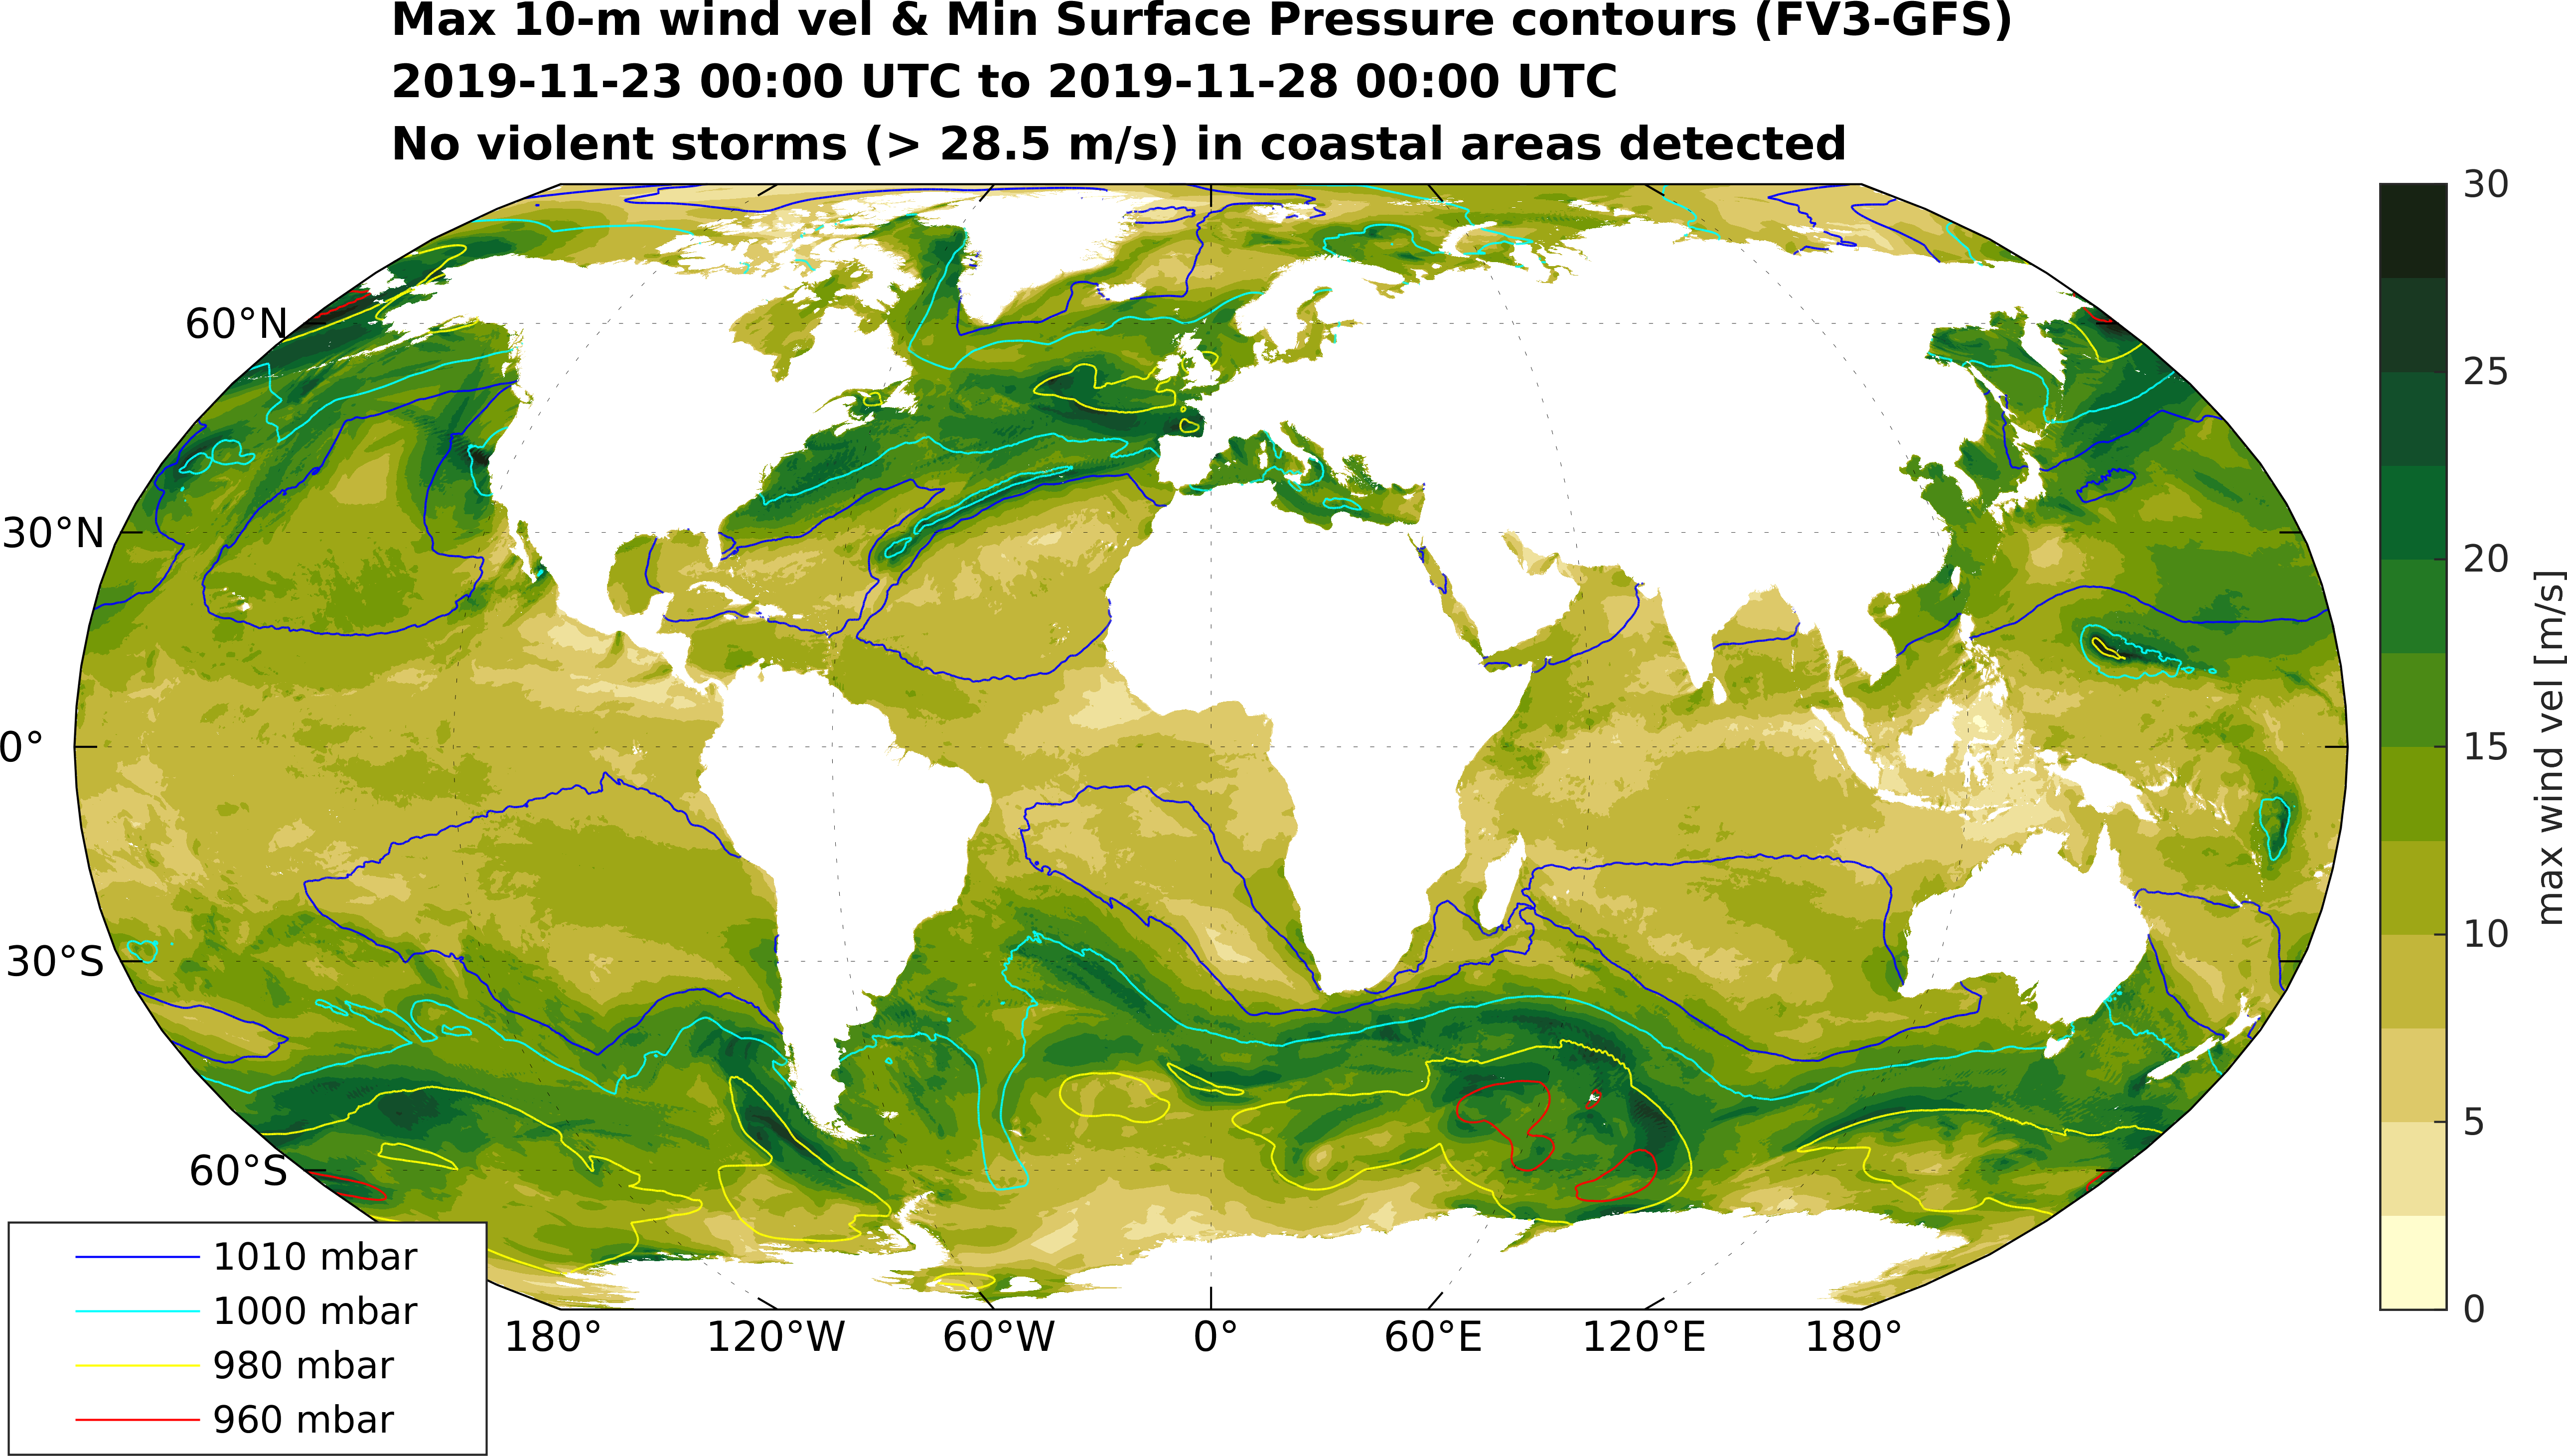 Max 10-m wind vel & Min Surface Pressure contours (FV3-GFS)
2019-11-23 00:00 UTC to 2019-11-28 00:00 UTC
No violent storms (> 28.5 m/s) in coastal areas detected
60°N
30°N
0°
30°S
60°S
180°
120°W
60°W
0°
60°E
120°E
180°
1010 mbar
1000 mbar
980 mbar
960 mbar
30
25
20
15
10
5
0
max wind vel [m/s]